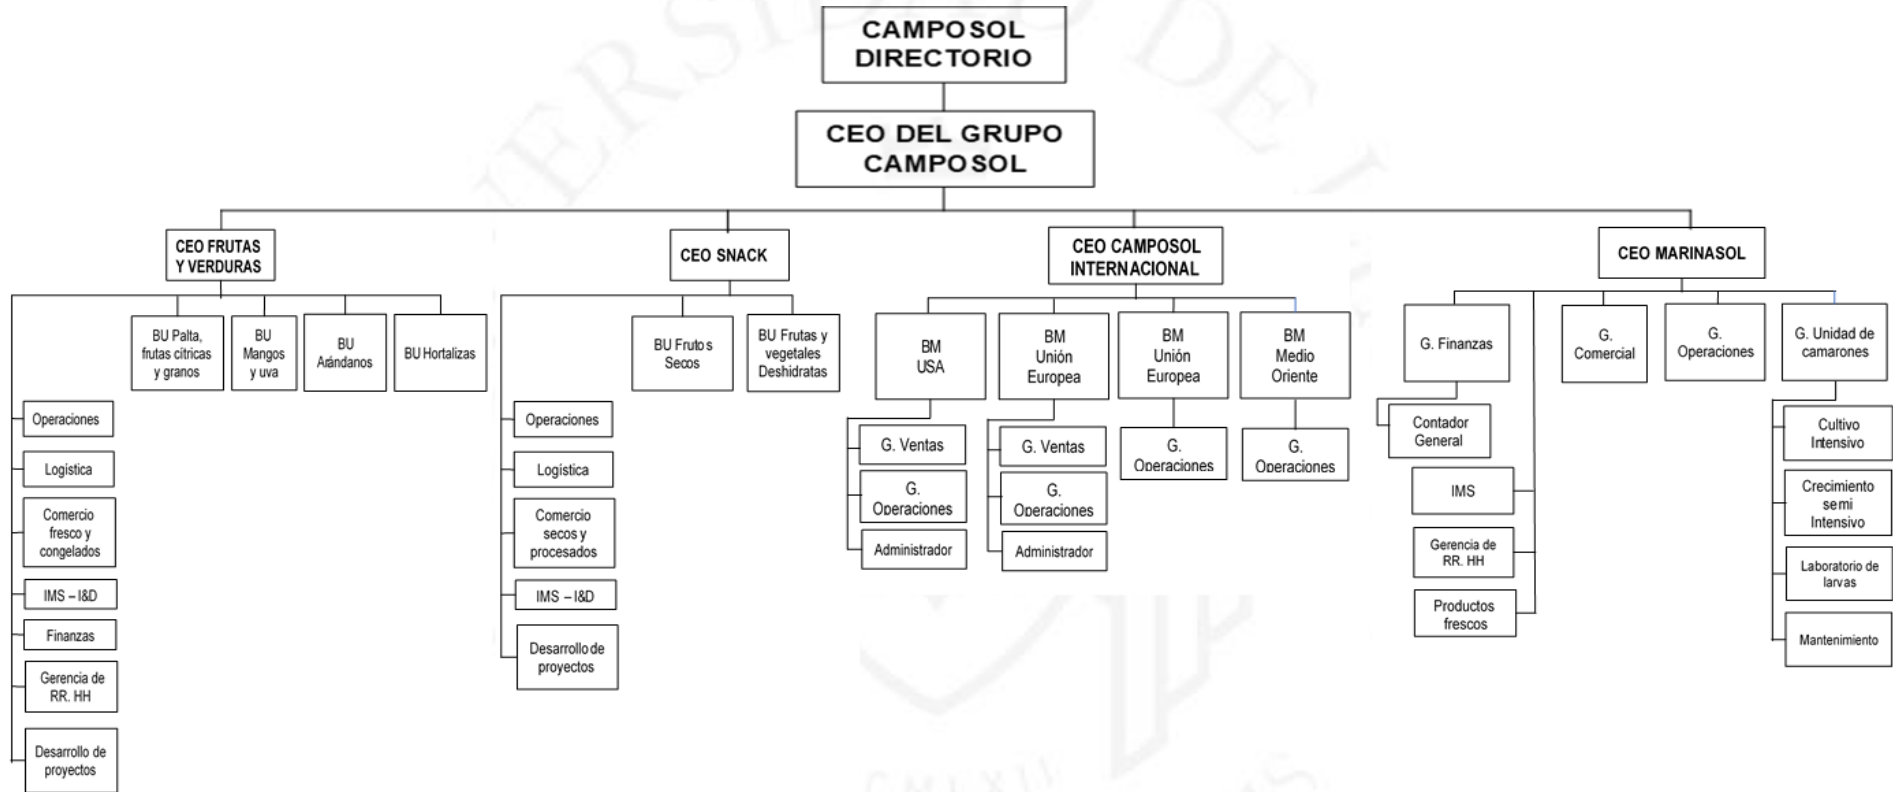 CAMPOSOL
DIRECTORIO
CEO DEL GRUPO
CAMPOSOL
CEO FRUTAS
Y VERDURAS
BU Palta,
frutas cítricas
y granos
BU
Mangos
y uva
BU
Arándanos
BU Hortalizas
Operaciones
Logística
Comercio
fresco y
congelados
IMS – I&D
Finanzas
Gerencia de
RR. HH
Desarrollo de
proyectos
CEO SNACK
BU Frutos
Secos
BU Frutas y
vegetales
Deshidratas
Operaciones
Logística
Comercio
secos y
procesados
IMS – I&D
Desarrollo de
proyectos
CEO CAMPOSOL
INTERNACIONAL
BM
USA
G. Ventas
G.
Operaciones
Administrador
BM
Unión
Europea
G. Ventas
G.
Operaciones
Administrador
BM
Unión
Europea
G.
Operaciones
BM
Medio
Oriente
G.
Operaciones
CEO MARINASOL
G. Finanzas
Contador
General
IMS
Gerencia de
RR. HH
Productos
frescos
G.
Comercial
G.
Operaciones
G. Unidad de
camarones
Cultivo
Intensivo
Crecimiento
semi
Intensivo
Laboratorio de
larvas
Mantenimiento